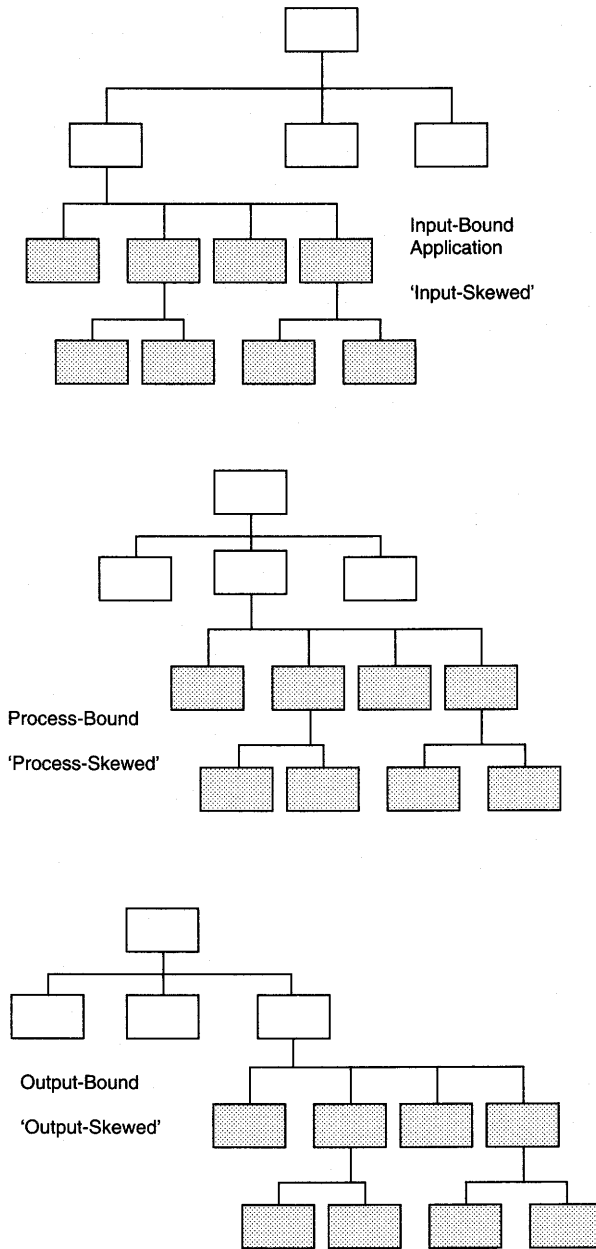 Input-Bound
Application
‘Input-Skewed’
Process-Bound
‘Process-Skewed’
Output-Bound
‘Output-Skewed’